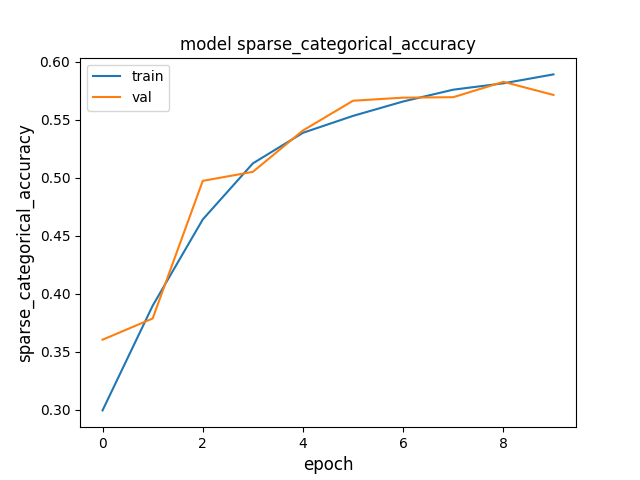 model sparse_categorical_accuracy
train
val
sparse_categorical_accuracy
0.60
0.55
0.50
0.45
0.40
0.35
0.30
0 2 4 6 8
epoch